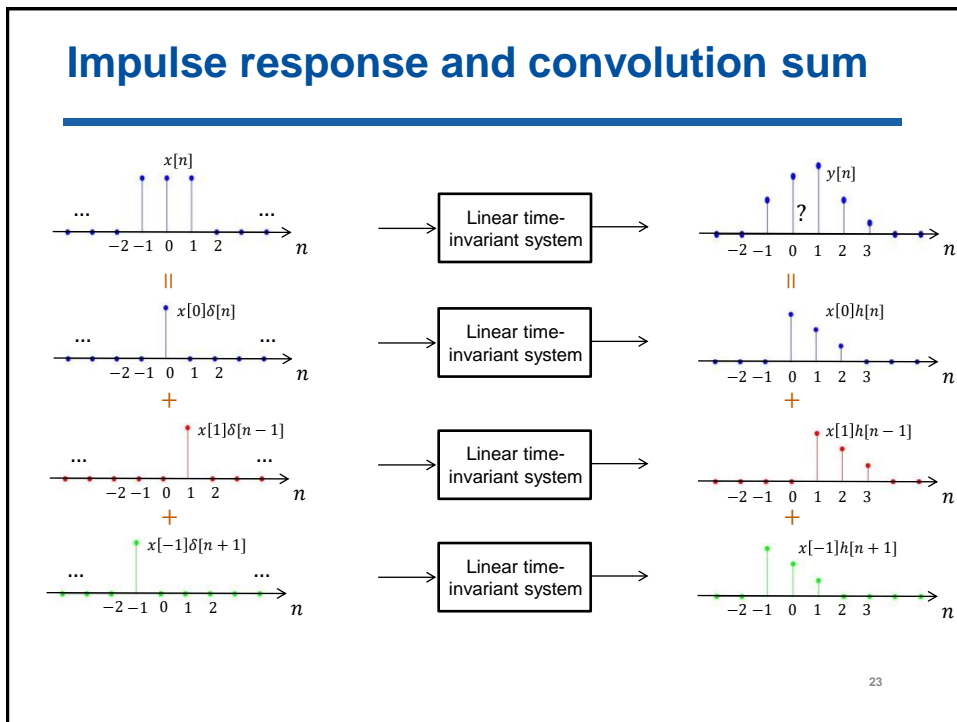 Impulse response and convolution sum
x[n]
... ...
−2 −1 0 1 2 n
Linear time-
invariant system
y[n]
?
−2 −1 0 1 2 3 n
=
=
x[0]δ[n]
... ...
−2 −1 0 1 2 n
Linear time-
invariant system
x[0]h[n]
−2 −1 0 1 2 3 n
+
+
x[1]δ[n − 1]
... ...
−2 −1 0 1 2 n
Linear time-
invariant system
x[1]h[n − 1]
−2 −1 0 1 2 3 n
+
+
x[−1]δ[n + 1]
... ...
−2 −1 0 1 2 n
Linear time-
invariant system
x[−1]h[n + 1]
−2 −1 0 1 2 3 n
23